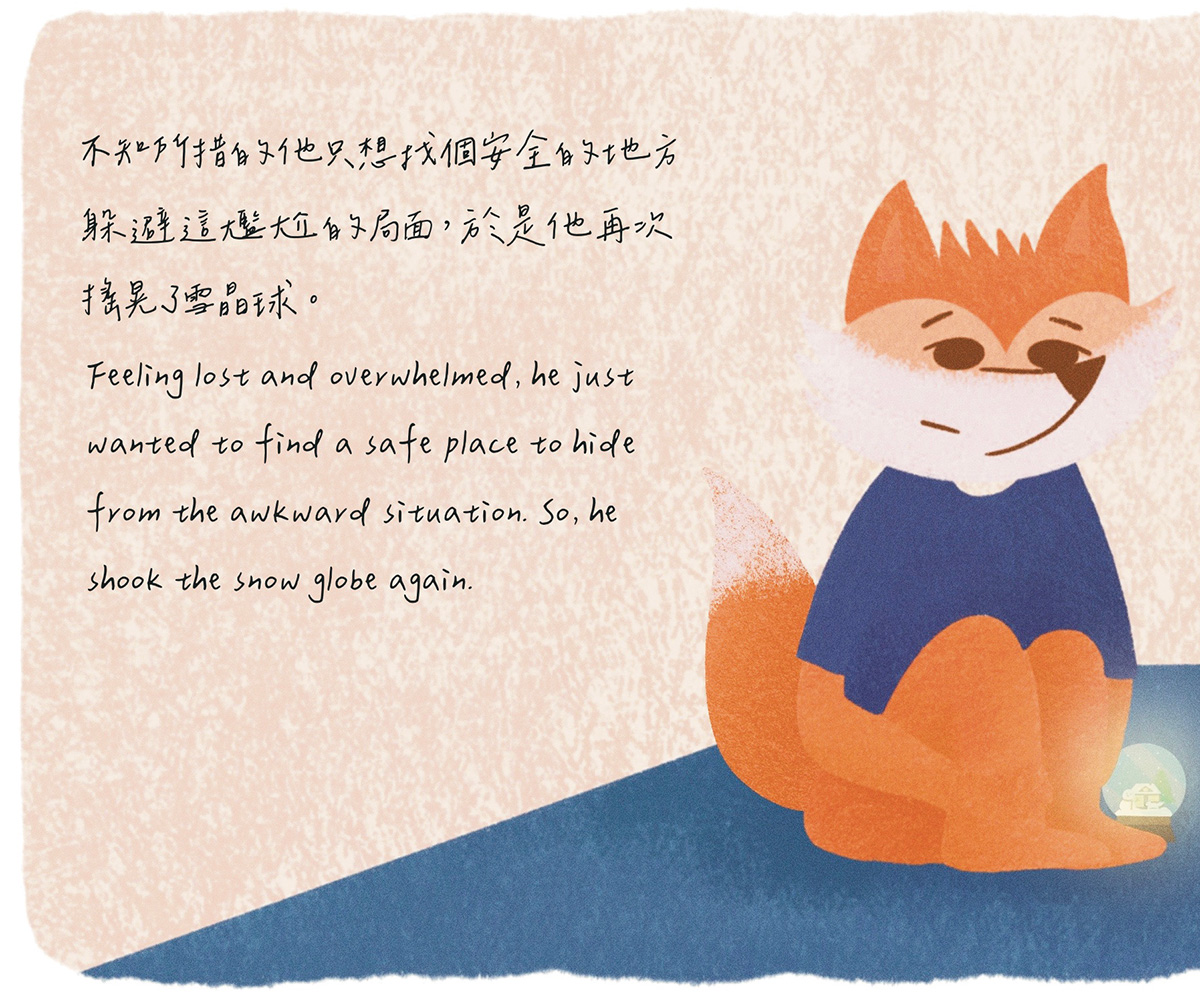 不知所措的他只想找個安全的地方
躲避這尷尬的局面，於是他再次
搖晃了雪晶球。
Feeling lost and overwhelmed, he just
wanted to find a safe place to hide
from the awkward situation. So, he
shook the snow globe again.